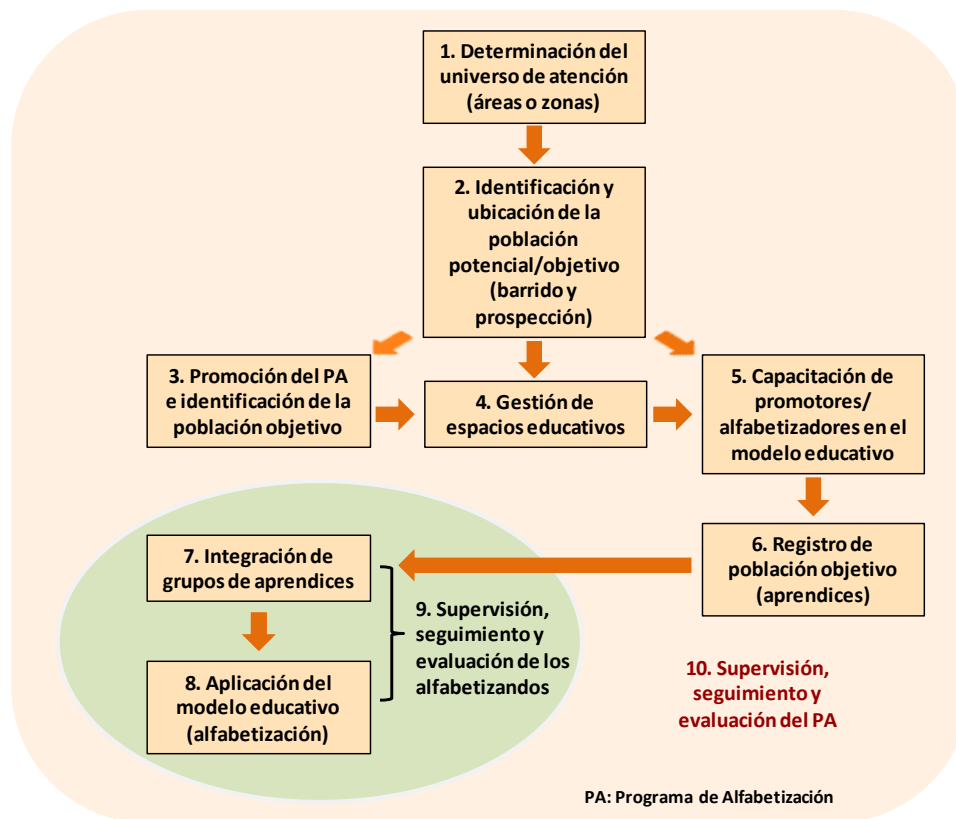 1. Determinación del
universo de atención
(áreas o zonas)
2. Identificación y
ubicación de la
población
potencial/objetivo
(barrido y
prospección)
3. Promoción del PA
e identificación de la
población objetivo
4. Gestión de
espacios educativos
5. Capacitación de
promotores/
alfabetizadores en el
modelo educativo
6. Registro de
población objetivo
(aprendices)
7. Integración de
grupos de aprendices
8. Aplicación del
modelo educativo
(alfabetización)
9. Supervisión,
seguimiento y
evaluación de los
alfabetizandos
10. Supervisión,
seguimiento y
evaluación del PA
PA: Programa de Alfabetización